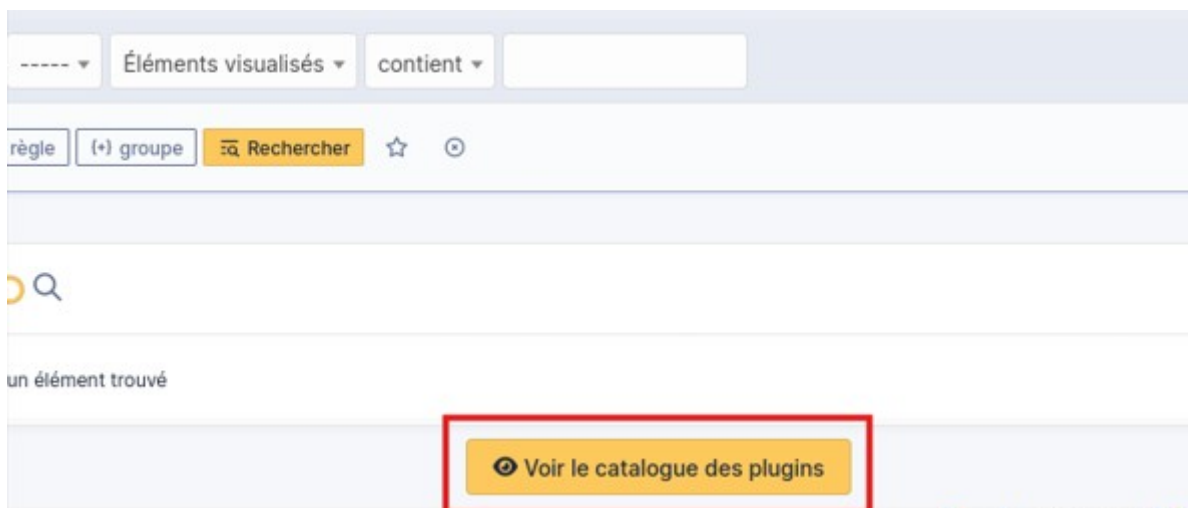 ----- Éléments visualisés contient
règle (+) groupe Rechercher
un élément trouvé
Voir le catalogue des plugins